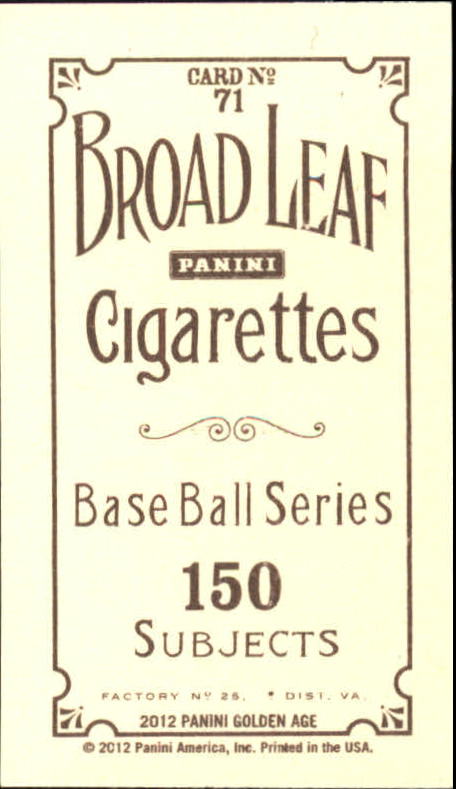 CARD Nº
71
BROAD LEAF
PANINI
Cigarettes
Base Ball Series
150
SUBJECTS
FACTORY Nº 25. * DIST. VA.
2012 PANINI GOLDEN AGE
© 2012 Panini America, Inc. Printed in the USA.